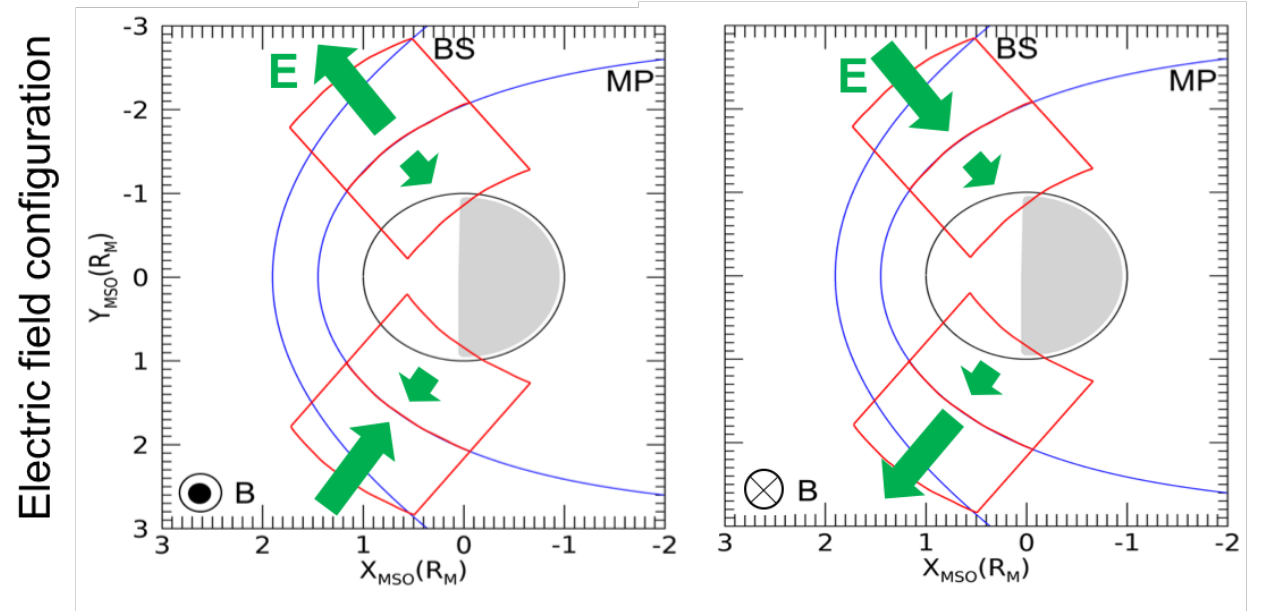 Electric field configuration
-3
-2
-1
0
1
2
3
Y_MSO(R_M)
3
2
1
0
-1
-2
X_MSO(R_M)
E
BS
MP
B
3
2
1
0
-1
-2
X_MSO(R_M)
E
BS
MP
B